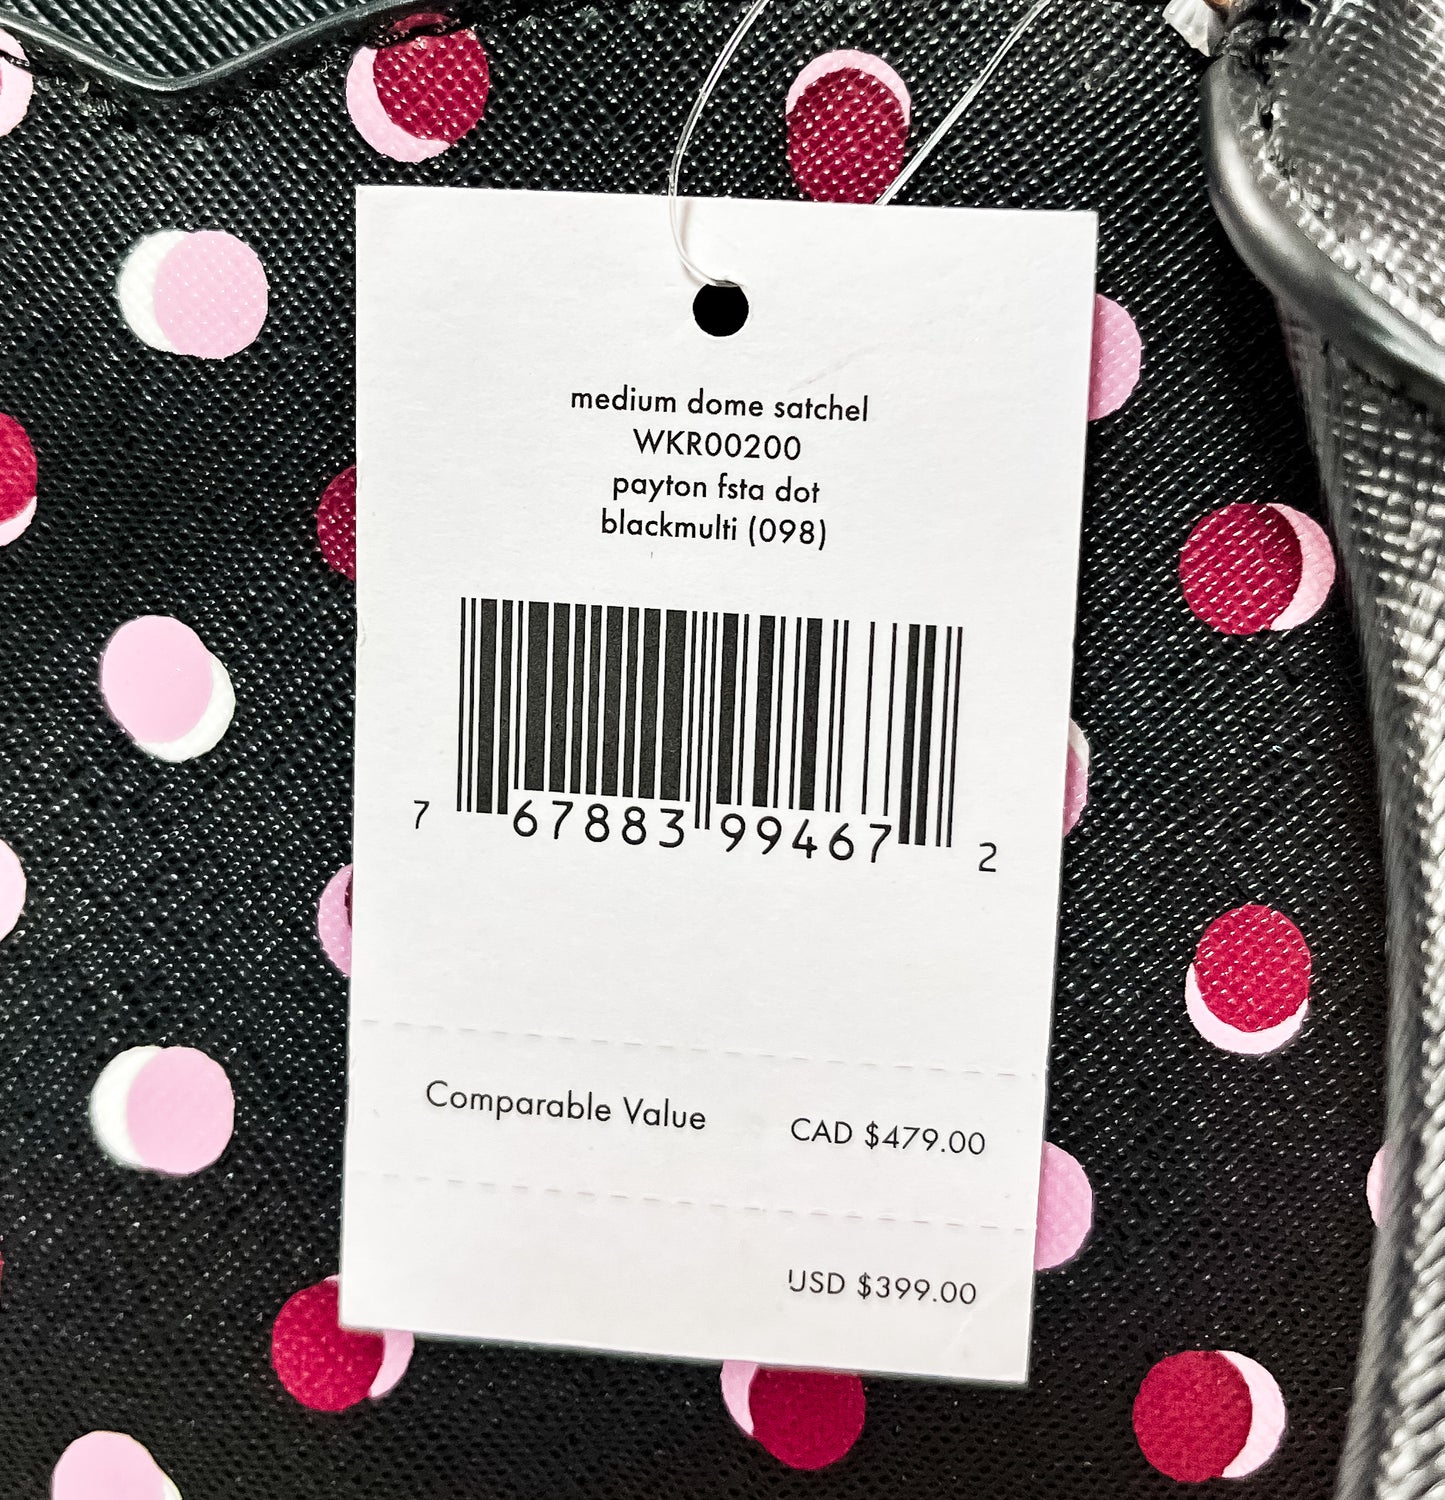 medium dome satchel
WKR00200
payton fsta dot
blackmulti (098)
7 67883 99467 2
Comparable Value CAD $479.00
USD $399.00